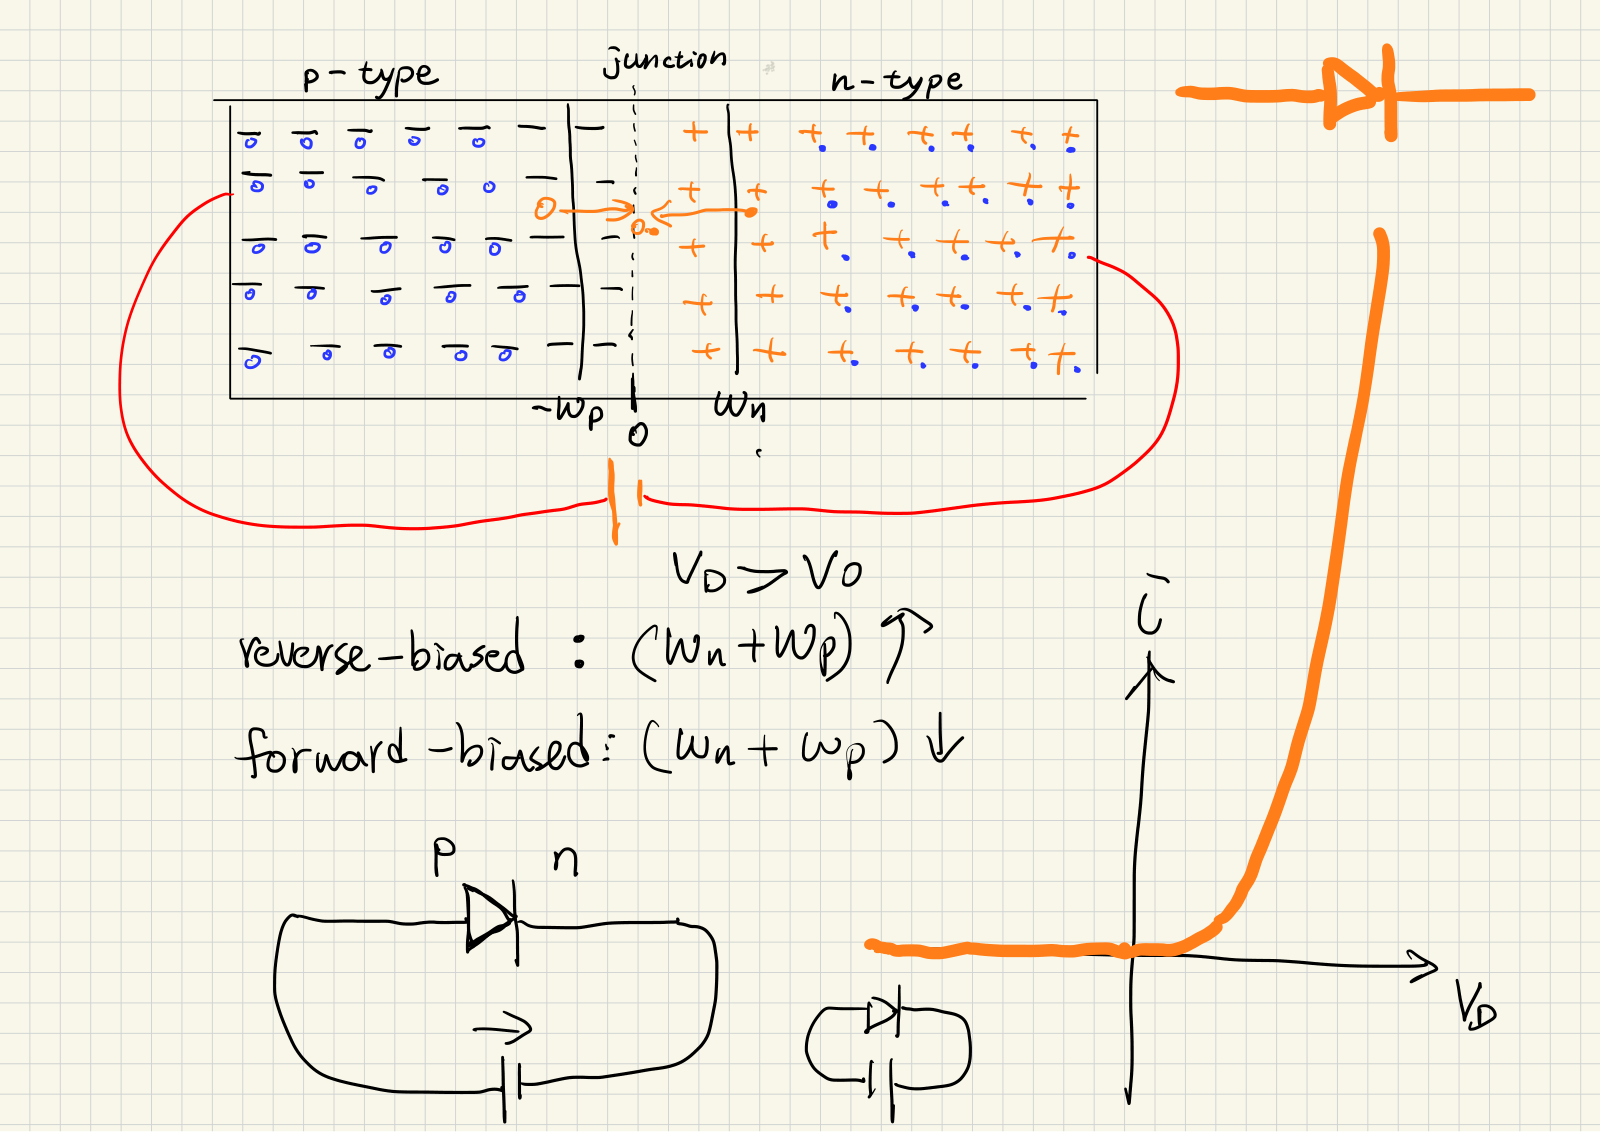 p-type junction n-type
-Wp 0 Wn
VD > V0
reverse-biased : (Wn+Wp) ↑
forward-biased : (Wn + Wp) ↓
i
P n
VD